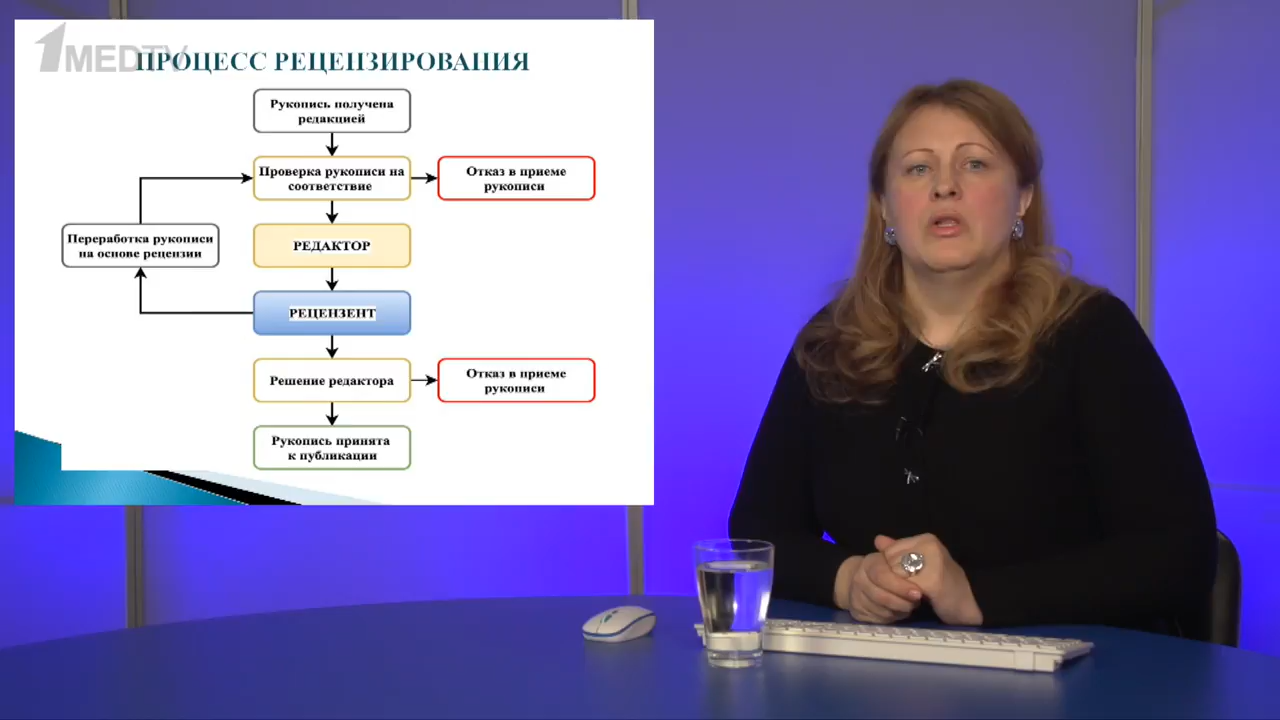 1MEDTV
ПРОЦЕСС РЕЦЕНЗИРОВАНИЯ
Рукопись получена
редакцией
Проверка рукописи на
соответствие
Отказ в приеме
рукописи
Переработка рукописи
на основе рецензии
РЕДАКТОР
РЕЦЕНЗЕНТ
Решение редактора
Отказ в приеме
рукописи
Рукопись принята
к публикации